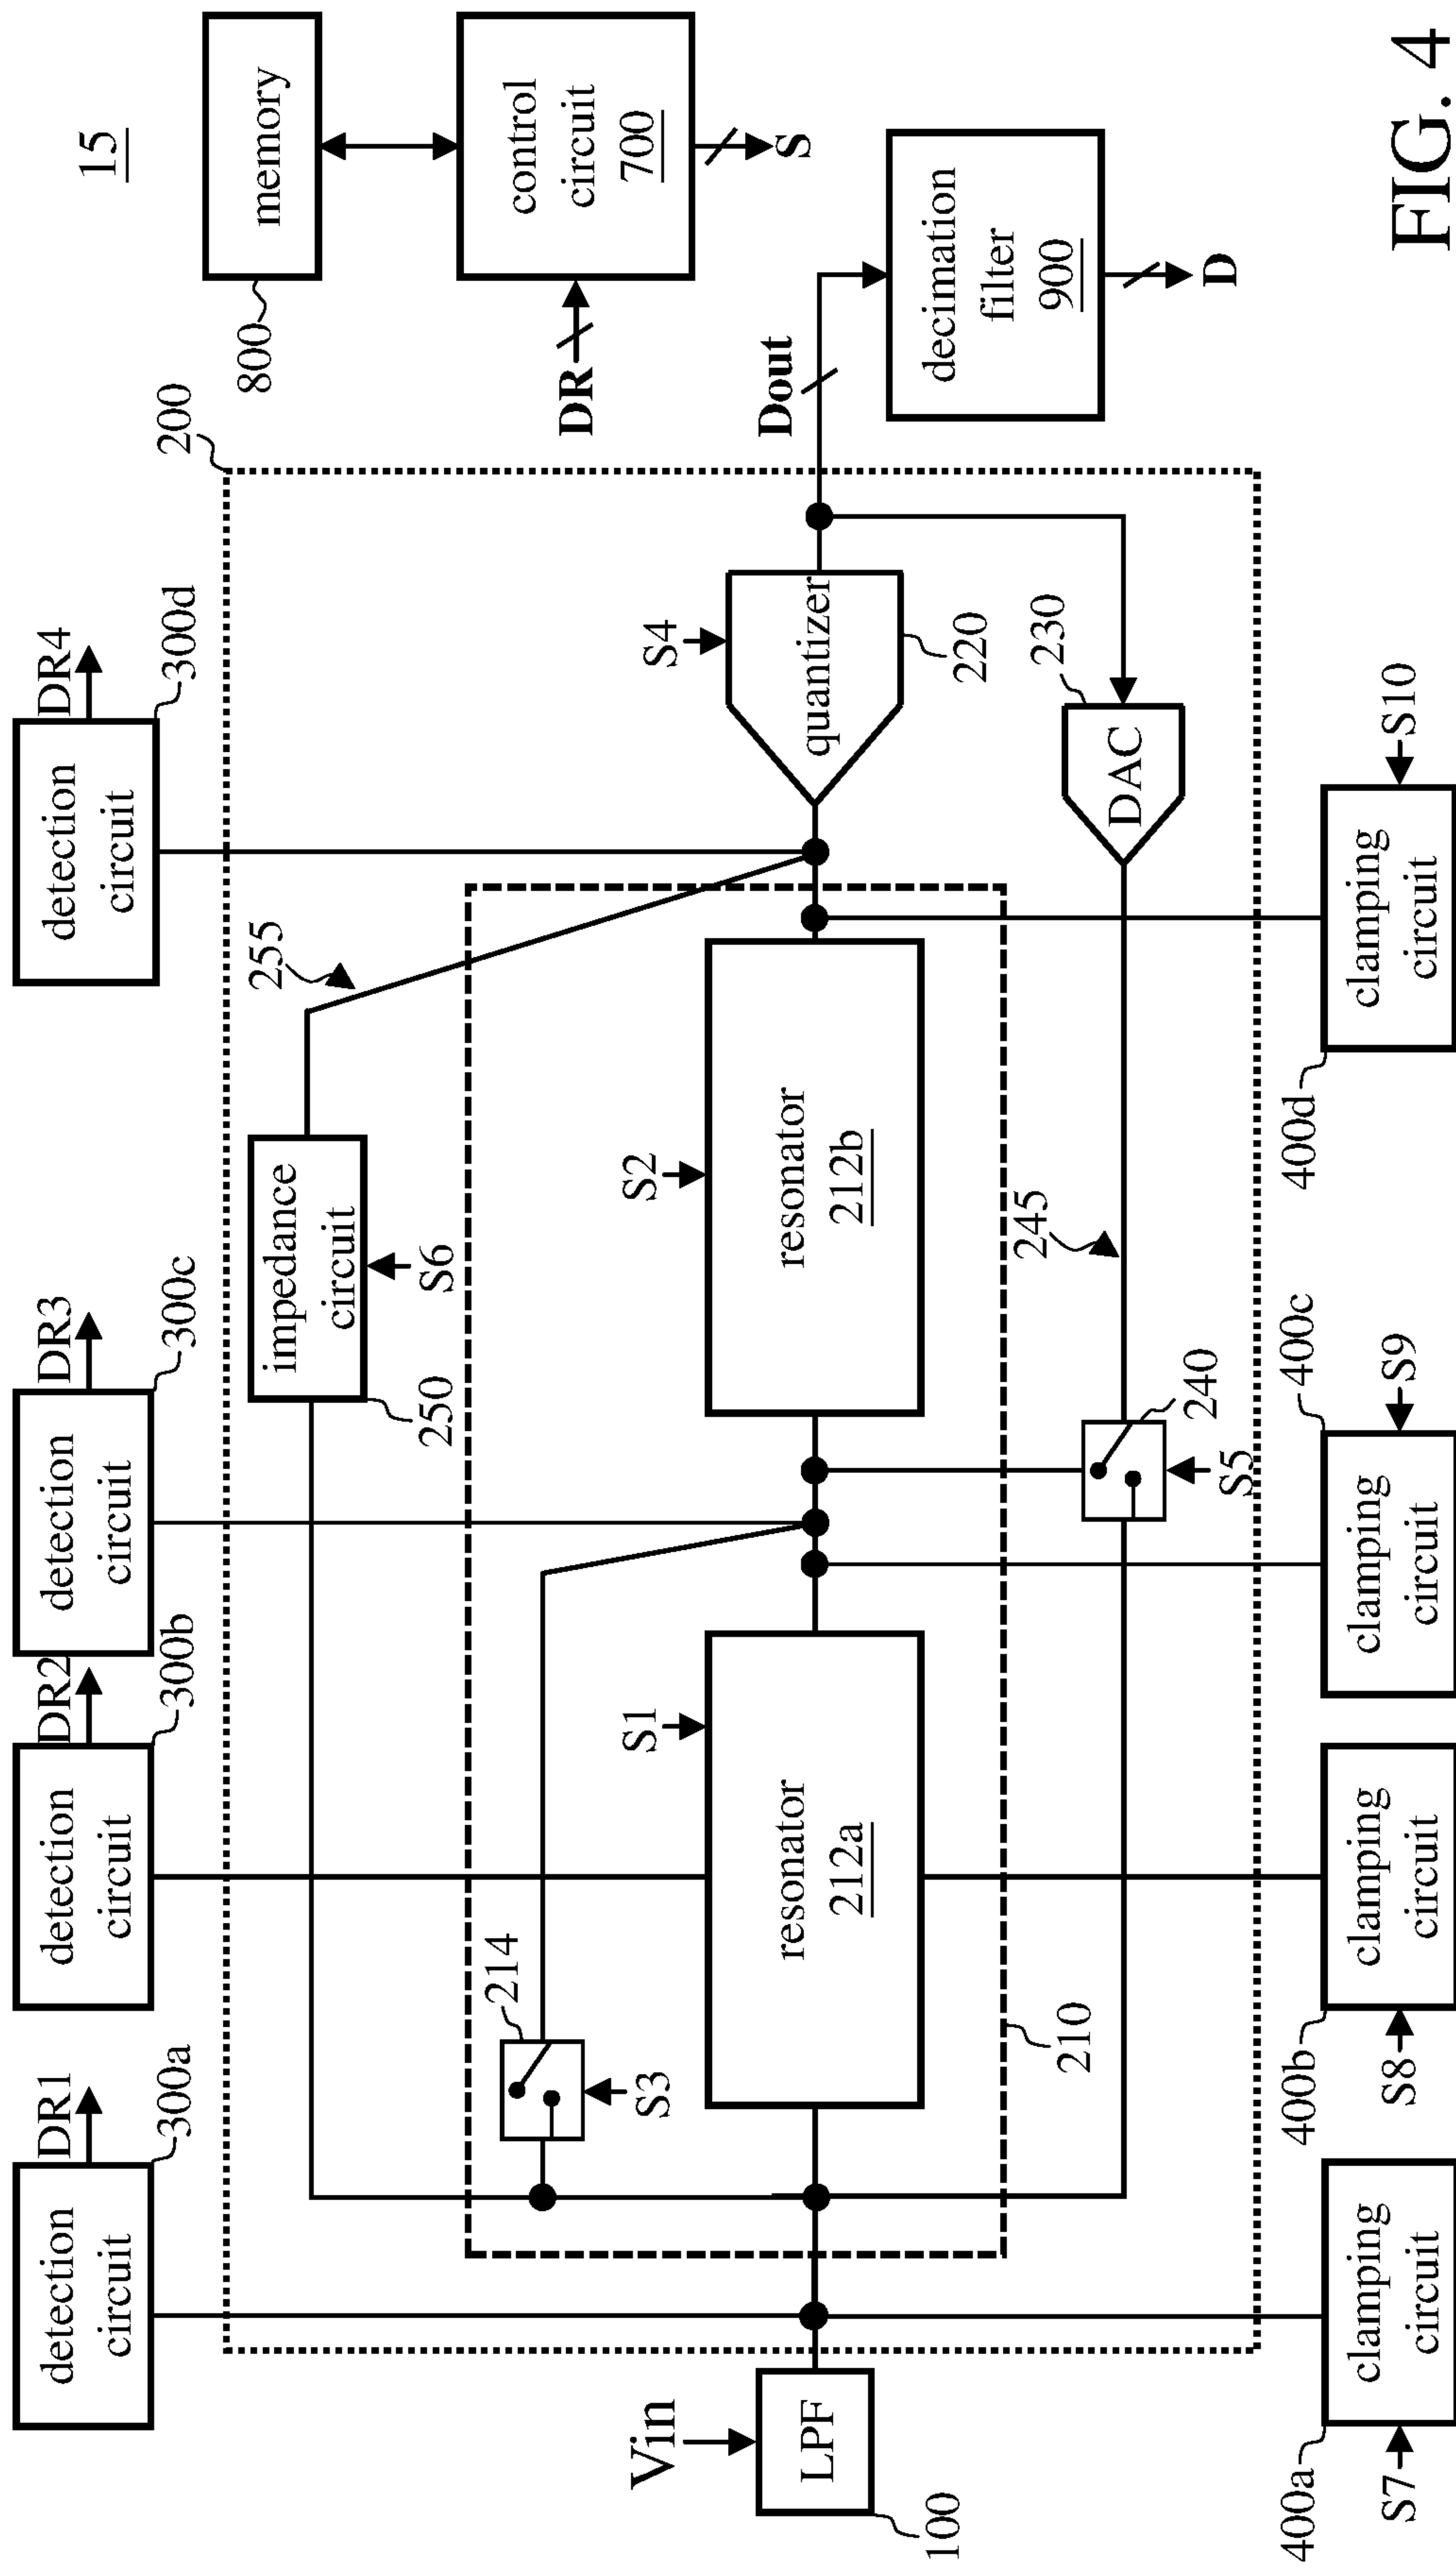 15
DR1
DR2
DR3
DR4
detection
circuit
300a
detection
circuit
300b
detection
circuit
300c
detection
circuit
300d
200
memory
800
control
circuit
700
DR
S
impedance
circuit
250
255
S6
214
S3
Vin
LPF
100
S1
resonator
212a
S2
resonator
212b
S4
quantizer
220
Dout
decimation
filter
900
D
210
240
S5
245
230
DAC
400a
clamping
circuit
S7
400b
clamping
circuit
S8
400c
clamping
circuit
S9
400d
clamping
circuit
S10
FIG. 4